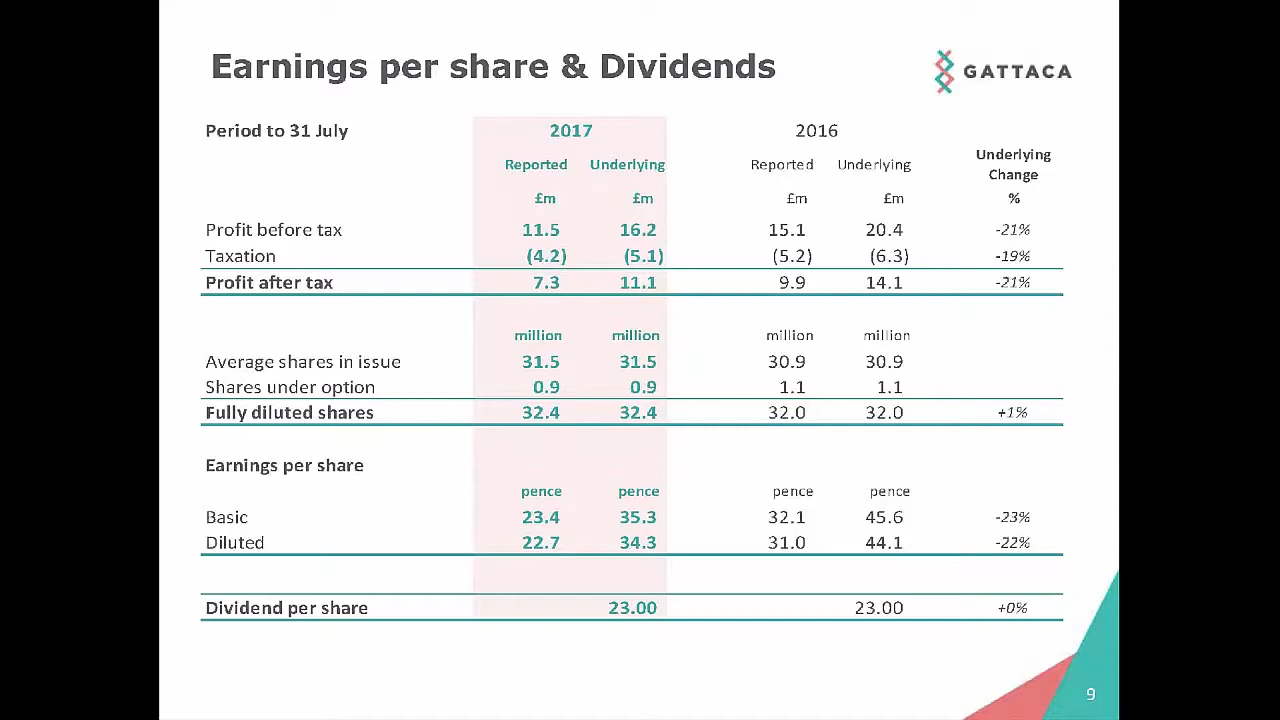 Earnings per share & Dividends
GATTACA
Period to 31 July 2017 2016
Reported Underlying Reported Underlying Underlying Change
£m £m £m £m %
Profit before tax 11.5 16.2 15.1 20.4 -21%
Taxation (4.2) (5.1) (5.2) (6.3) -19%
Profit after tax 7.3 11.1 9.9 14.1 -21%
million million million million
Average shares in issue 31.5 31.5 30.9 30.9
Shares under option 0.9 0.9 1.1 1.1
Fully diluted shares 32.4 32.4 32.0 32.0 +1%
Earnings per share
pence pence pence pence
Basic 23.4 35.3 32.1 45.6 -23%
Diluted 22.7 34.3 31.0 44.1 -22%
Dividend per share 23.00 23.00 +0%
9